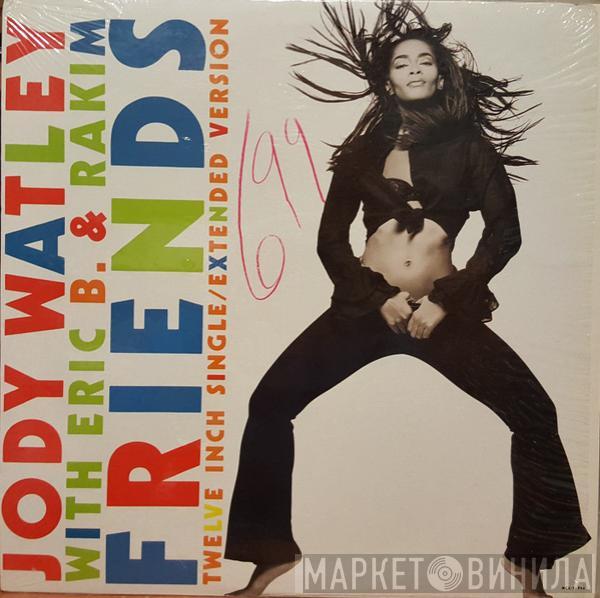 JODY WATLEY
WITH ERIC B. & RAKIM
FRIENDS
TWELVE INCH SINGLE/EXTENDED VERSION
699
МАРКЕТ ВИНИЛА